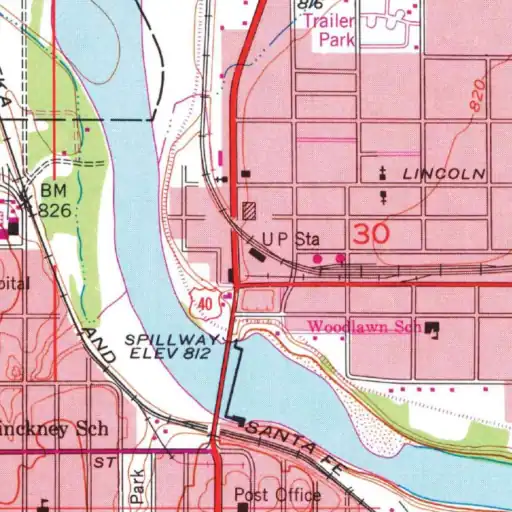 816
Trailer
Park
820
LINCOLN
BM
826
U P Sta
30
pital
40
AND
SPILLWAY
ELEV 812
Woodlawn Sch
inckney Sch
SANTA FE
ST
Park
Post Office